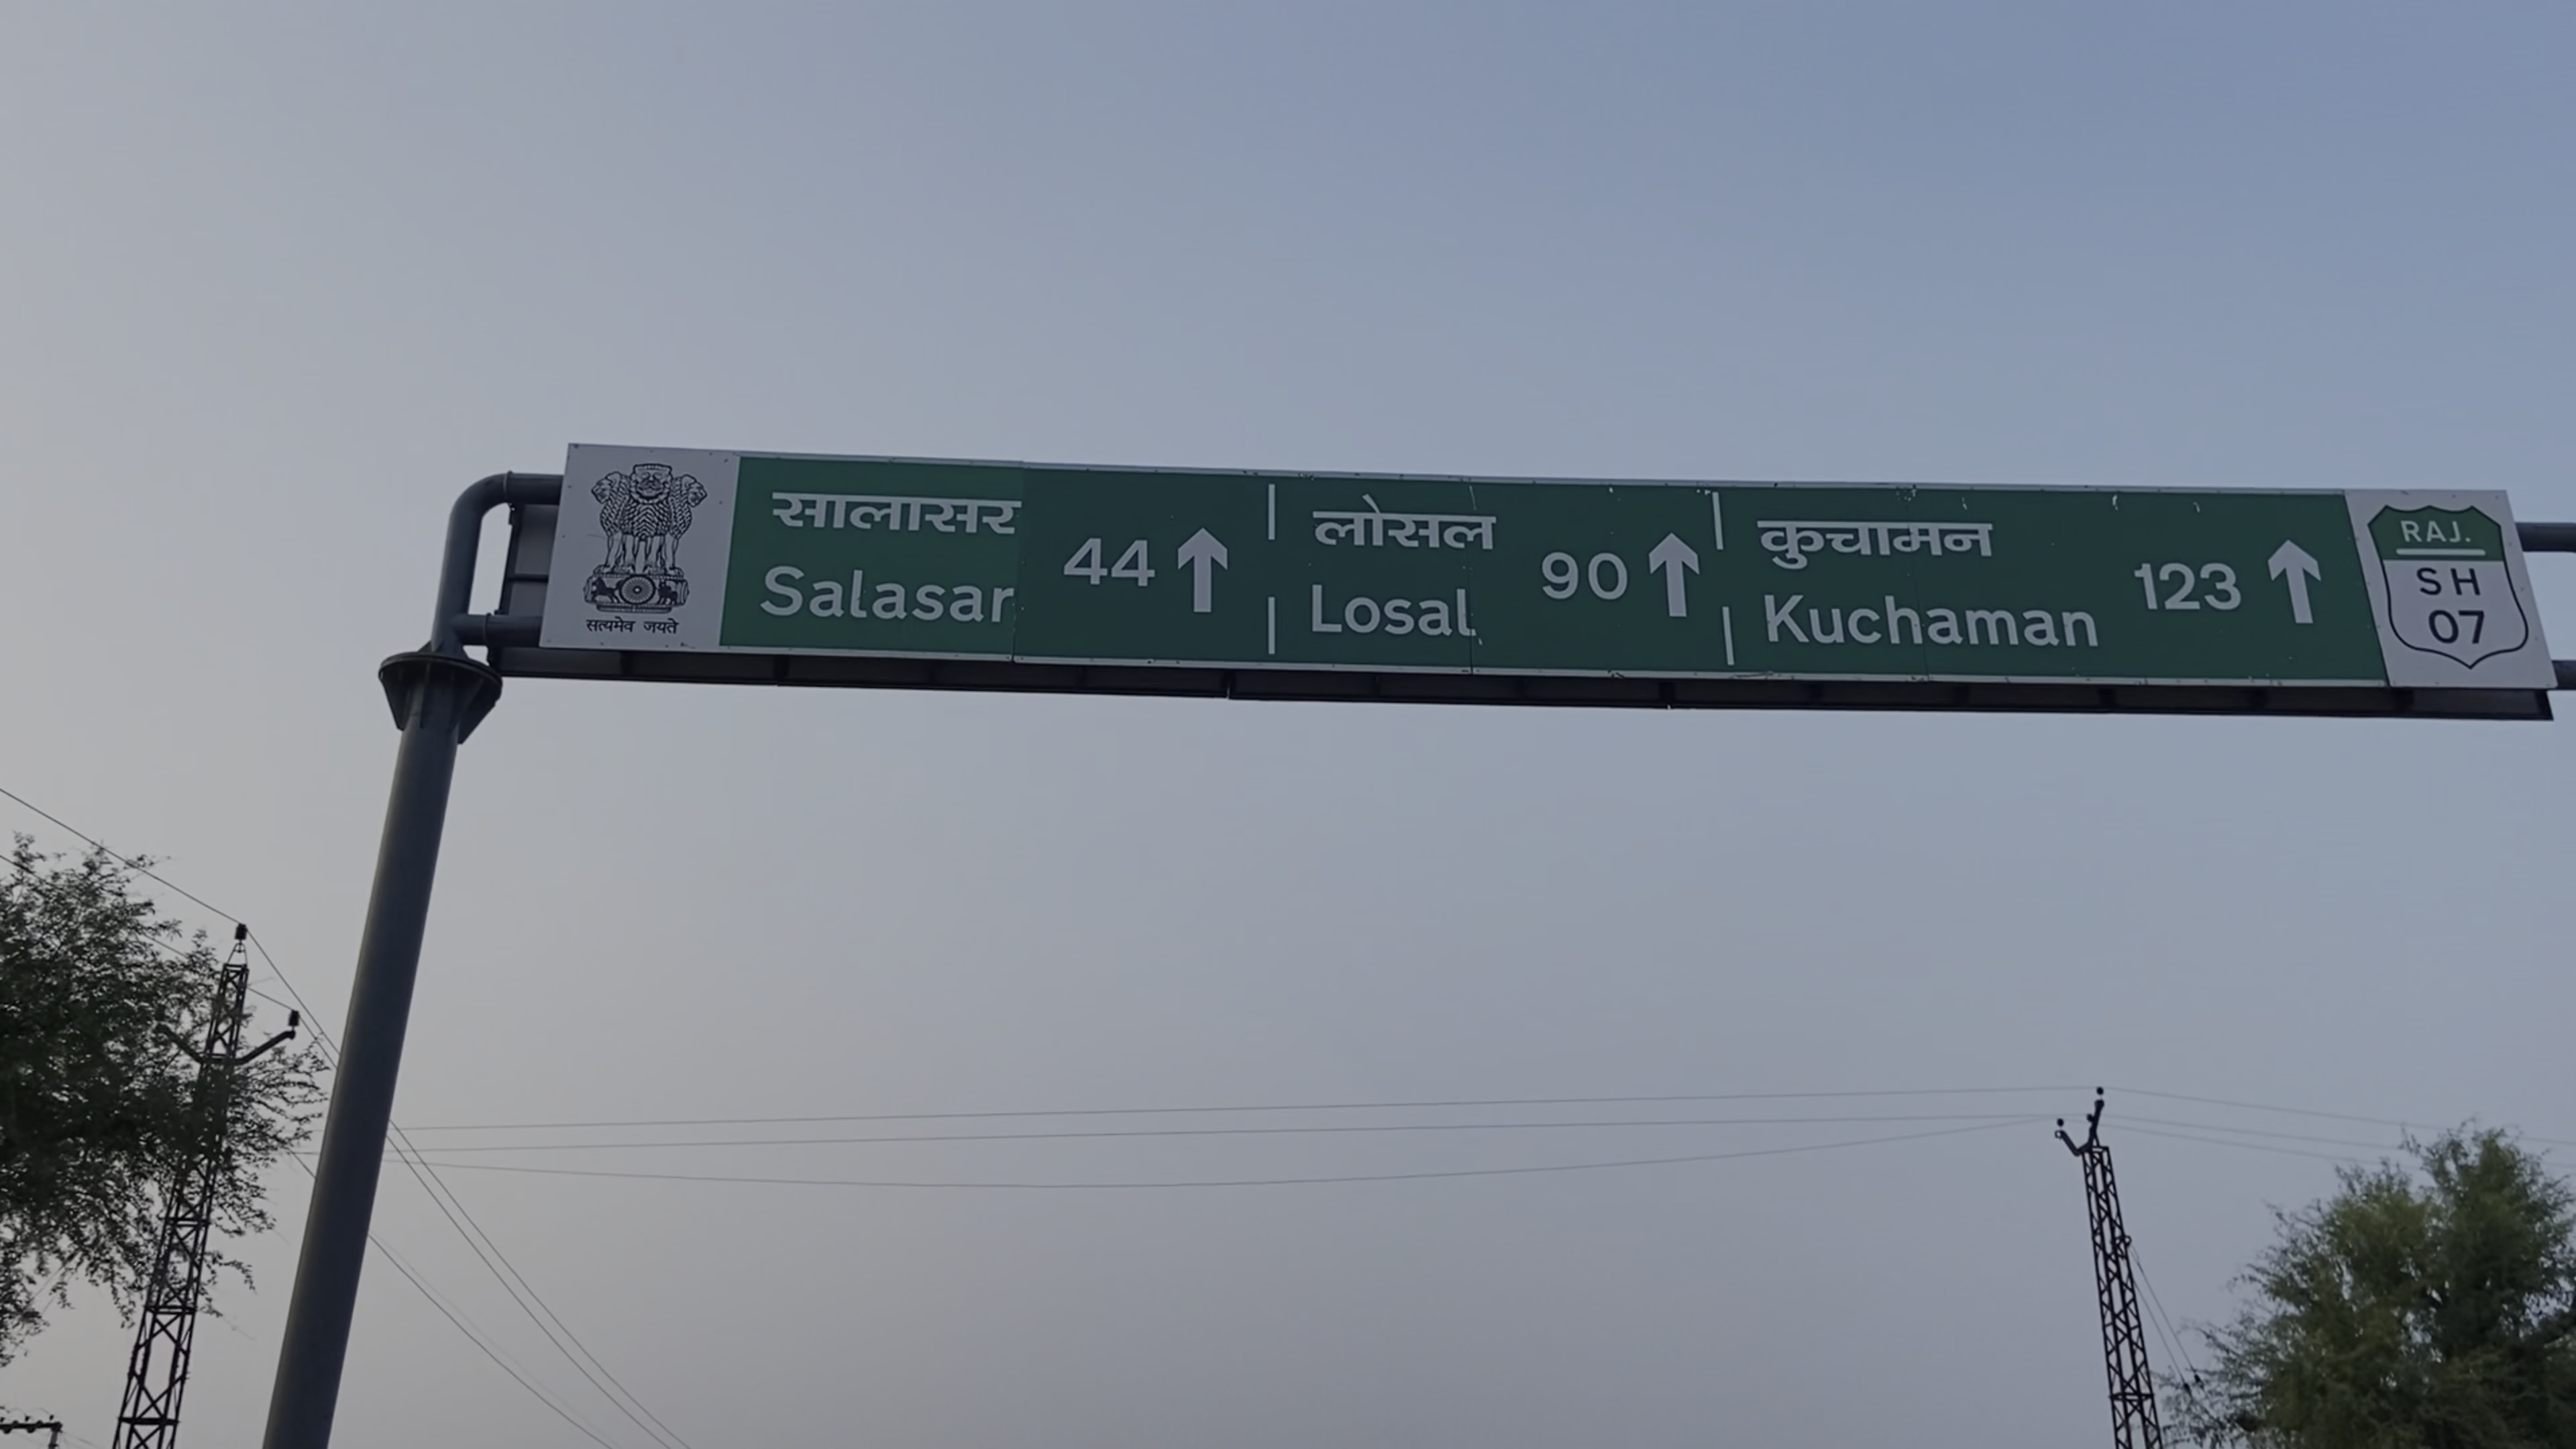 सत्यमेव जयते
सालासर
Salasar
44
लोसल
Losal
90
कुचामन
Kuchaman
123
RAJ.
SH
07